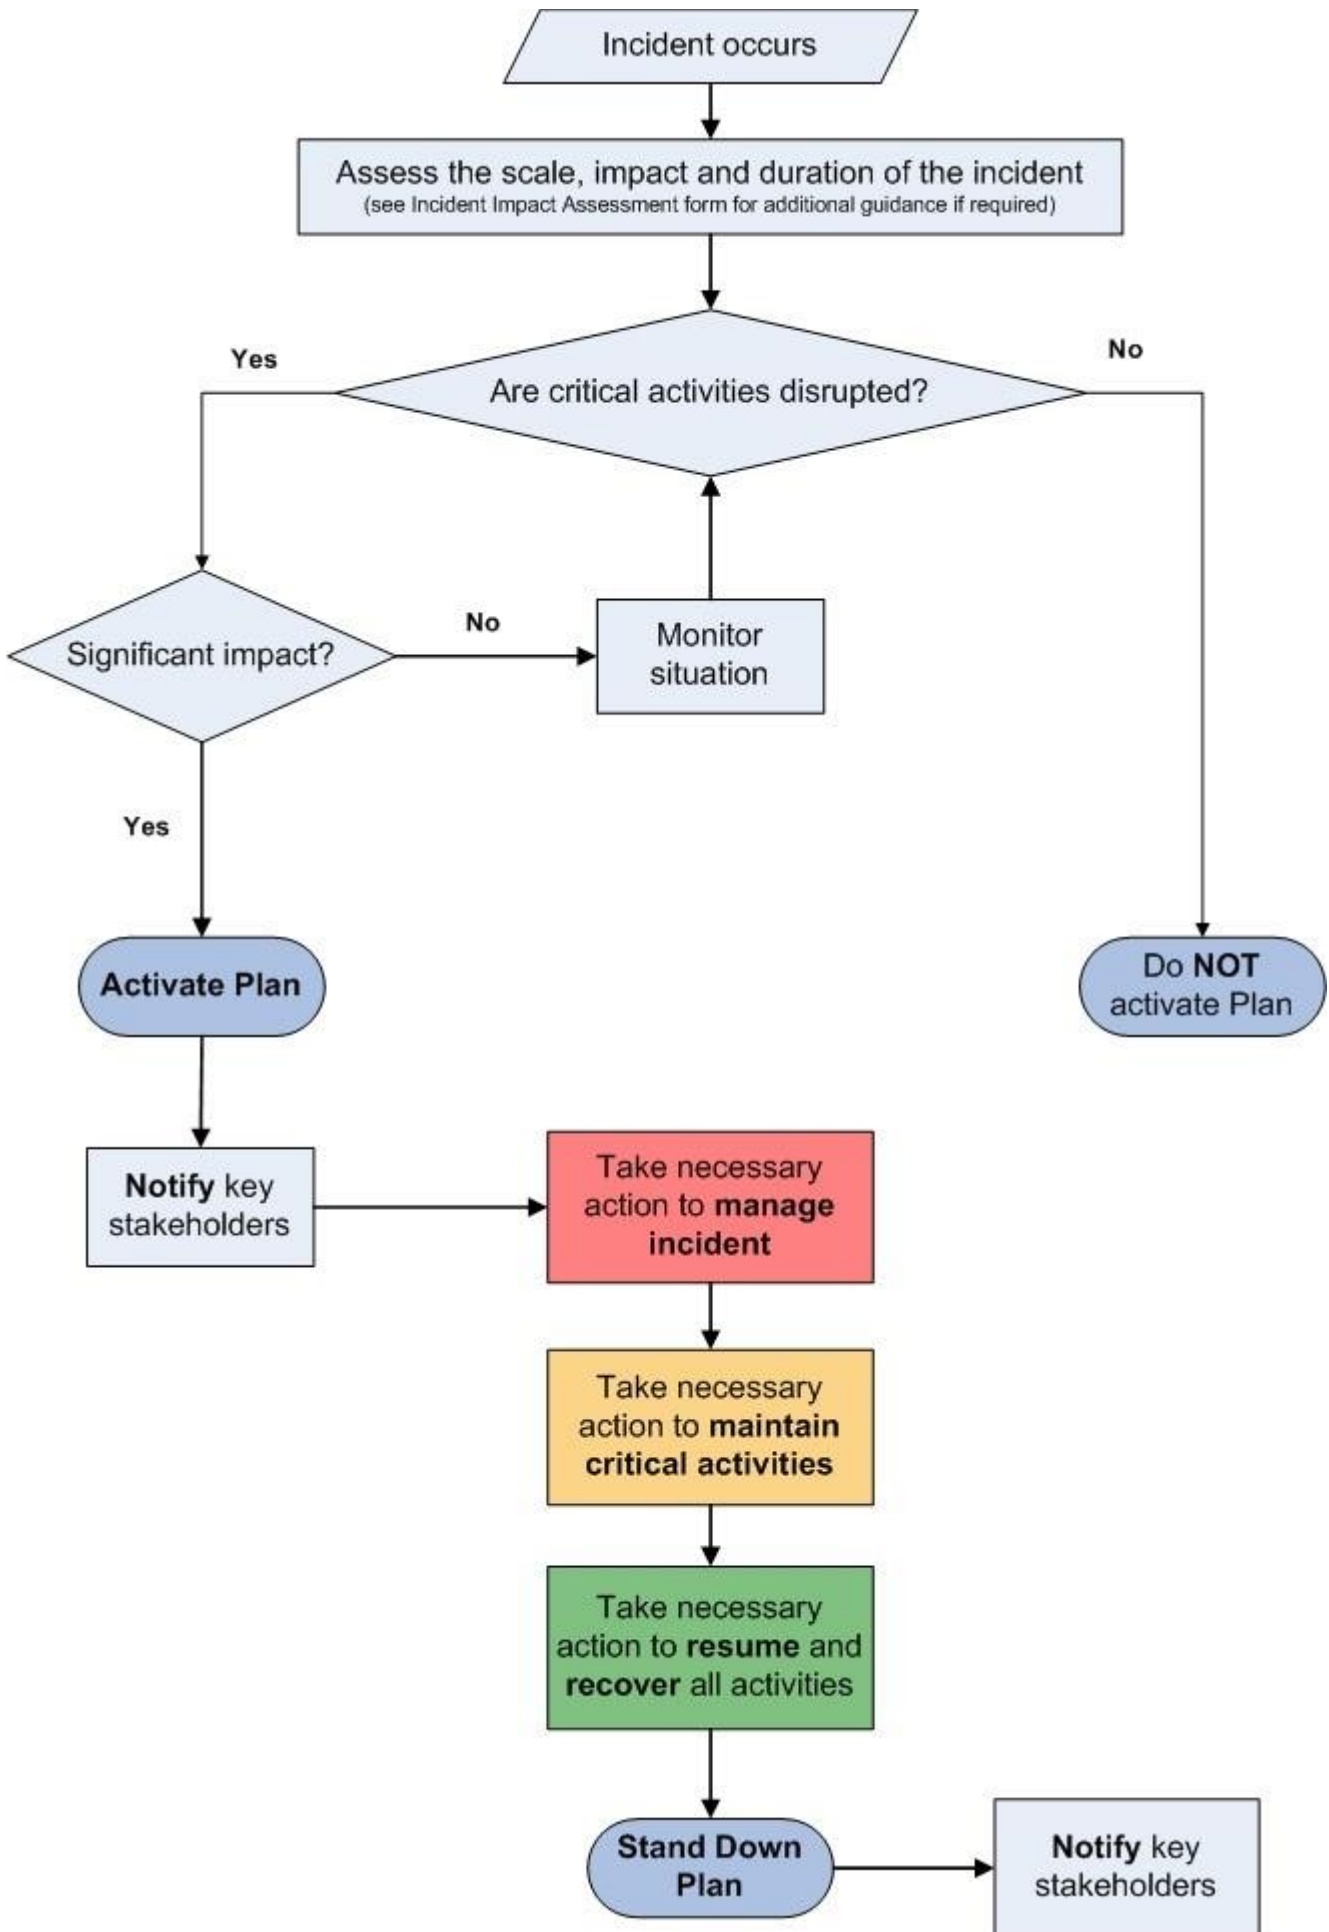 Incident occurs
Assess the scale, impact and duration of the incident
(see Incident Impact Assessment form for additional guidance if required)
Yes
No
Are critical activities disrupted?
Significant impact?
No
Monitor
situation
Yes
Activate Plan
Do NOT
activate Plan
Notify key
stakeholders
Take necessary
action to manage
incident
Take necessary
action to maintain
critical activities
Take necessary
action to resume and
recover all activities
Stand Down
Plan
Notify key
stakeholders